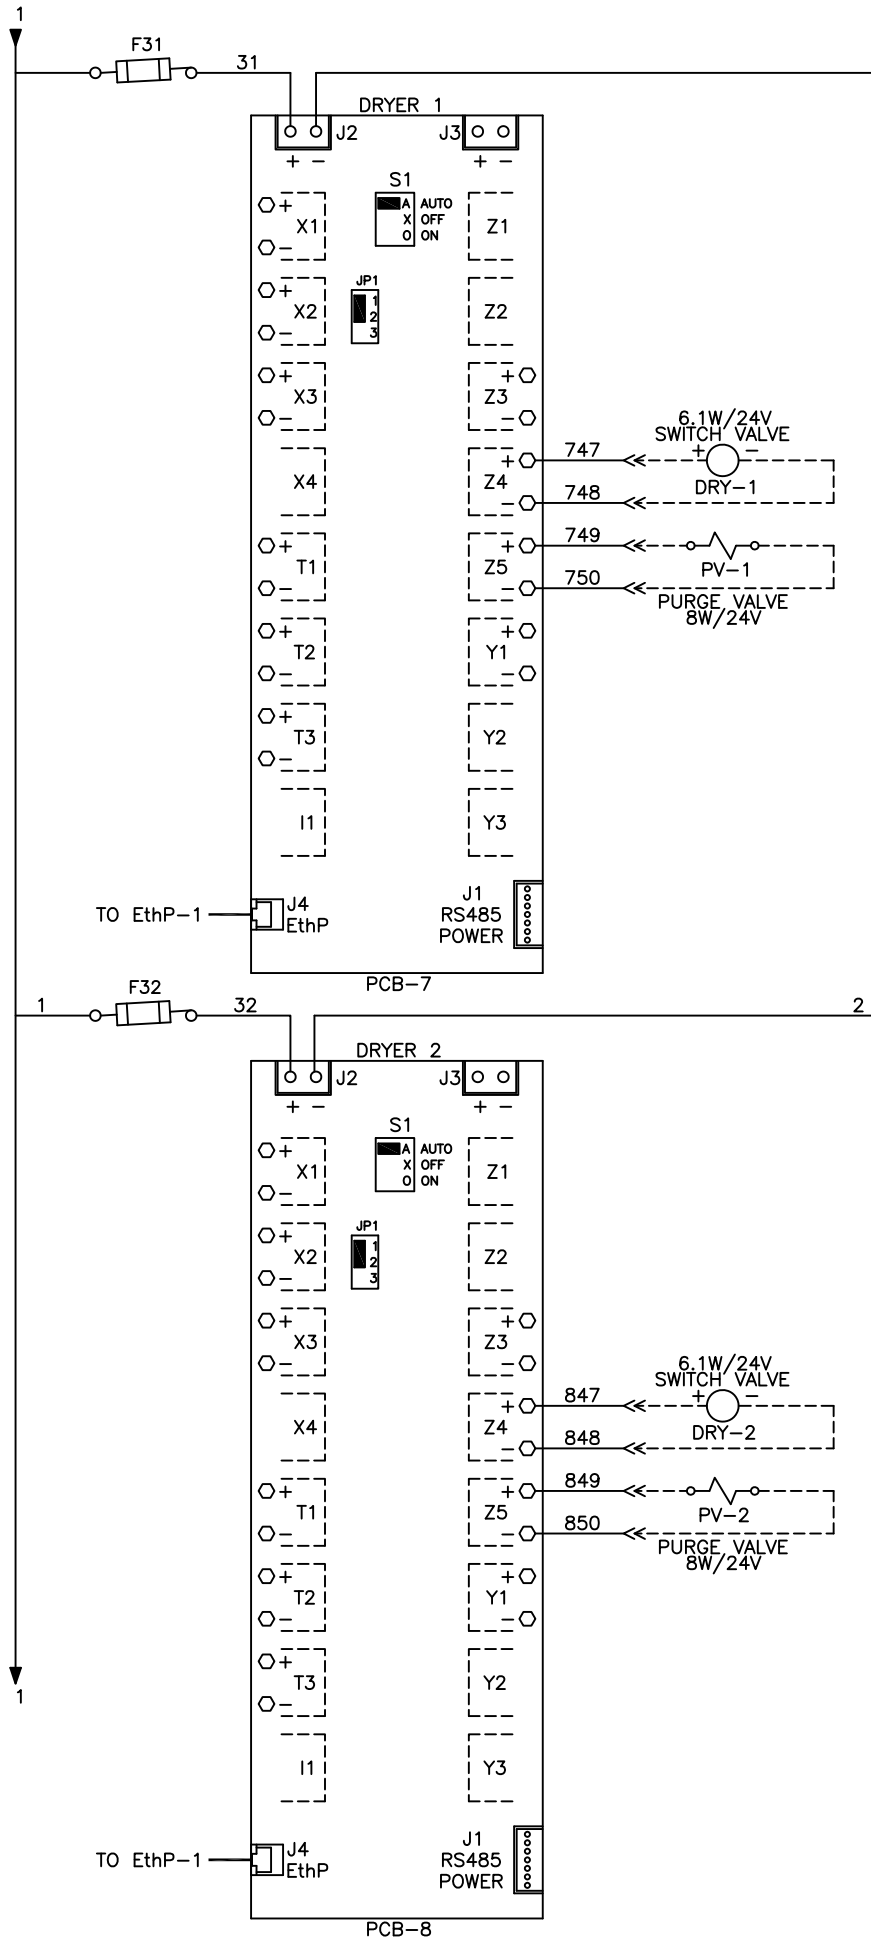 1
F31
31
DRYER 1
J2
J3
+ -
+ -
S1
A AUTO
X OFF
O ON
+
X1
-
Z1
JP1
1
2
3
+
X2
-
Z2
+
X3
-
Z3
+
-
6.1W/24V
SWITCH VALVE
+ -
DRY-1
X4
Z4
+
-
747
748
+
T1
-
Z5
+
-
749
750
PV-1
PURGE VALVE
8W/24V
+
T2
-
Y1
+
-
+
T3
-
Y2
I1
Y3
TO EthP-1
J4
EthP
J1
RS485
POWER
PCB-7
1
F32
32
2
DRYER 2
J2
J3
+ -
+ -
S1
A AUTO
X OFF
O ON
+
X1
-
Z1
JP1
1
2
3
+
X2
-
Z2
+
X3
-
Z3
+
-
6.1W/24V
SWITCH VALVE
+ -
DRY-2
X4
Z4
+
-
847
848
+
T1
-
Z5
+
-
849
850
PV-2
PURGE VALVE
8W/24V
+
T2
-
Y1
+
-
+
T3
-
Y2
1
I1
Y3
TO EthP-1
J4
EthP
J1
RS485
POWER
PCB-8